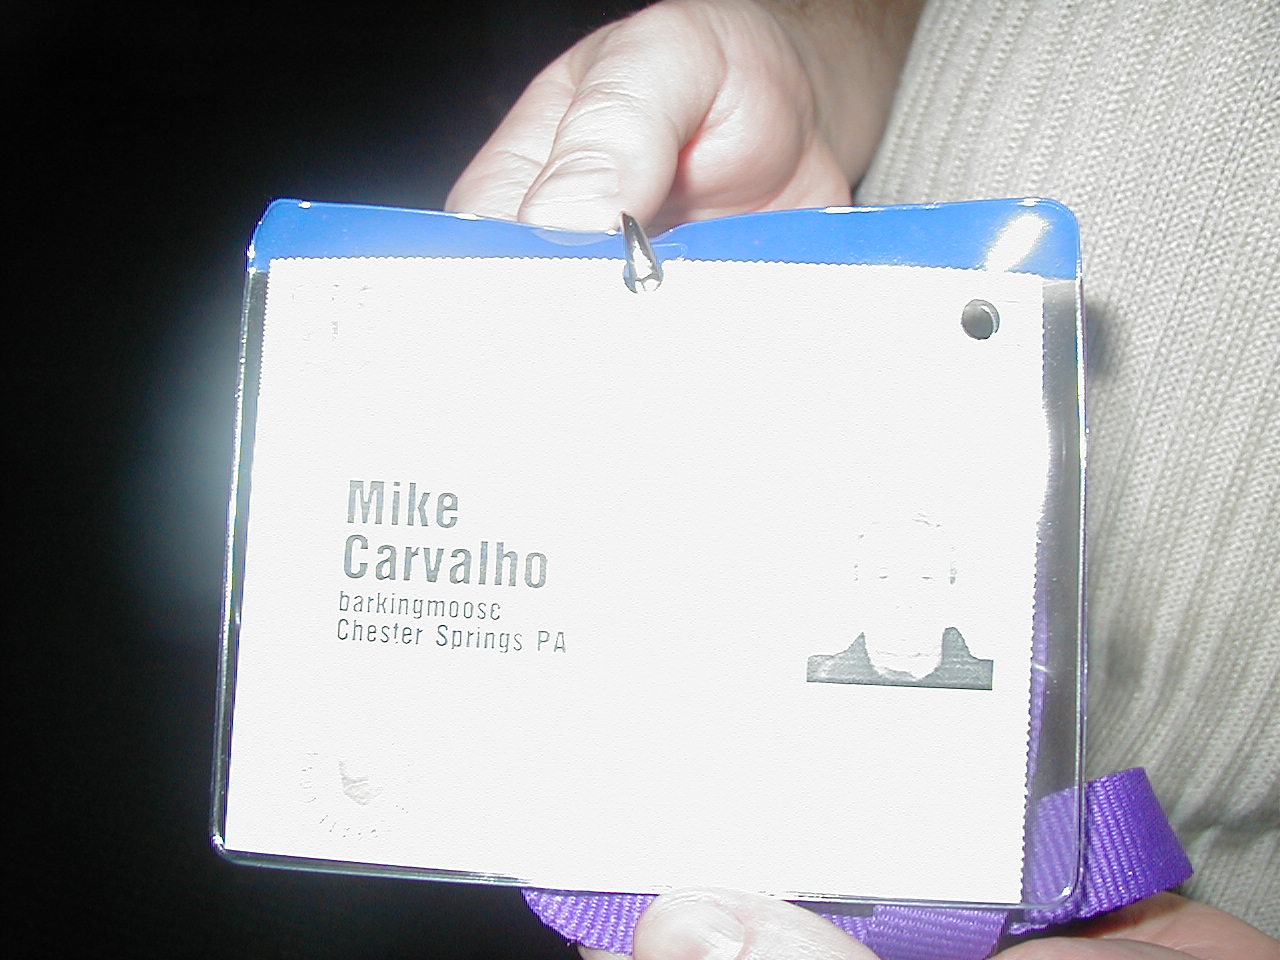 Mike
Carvalho
barkingmoose
Chester Springs PA